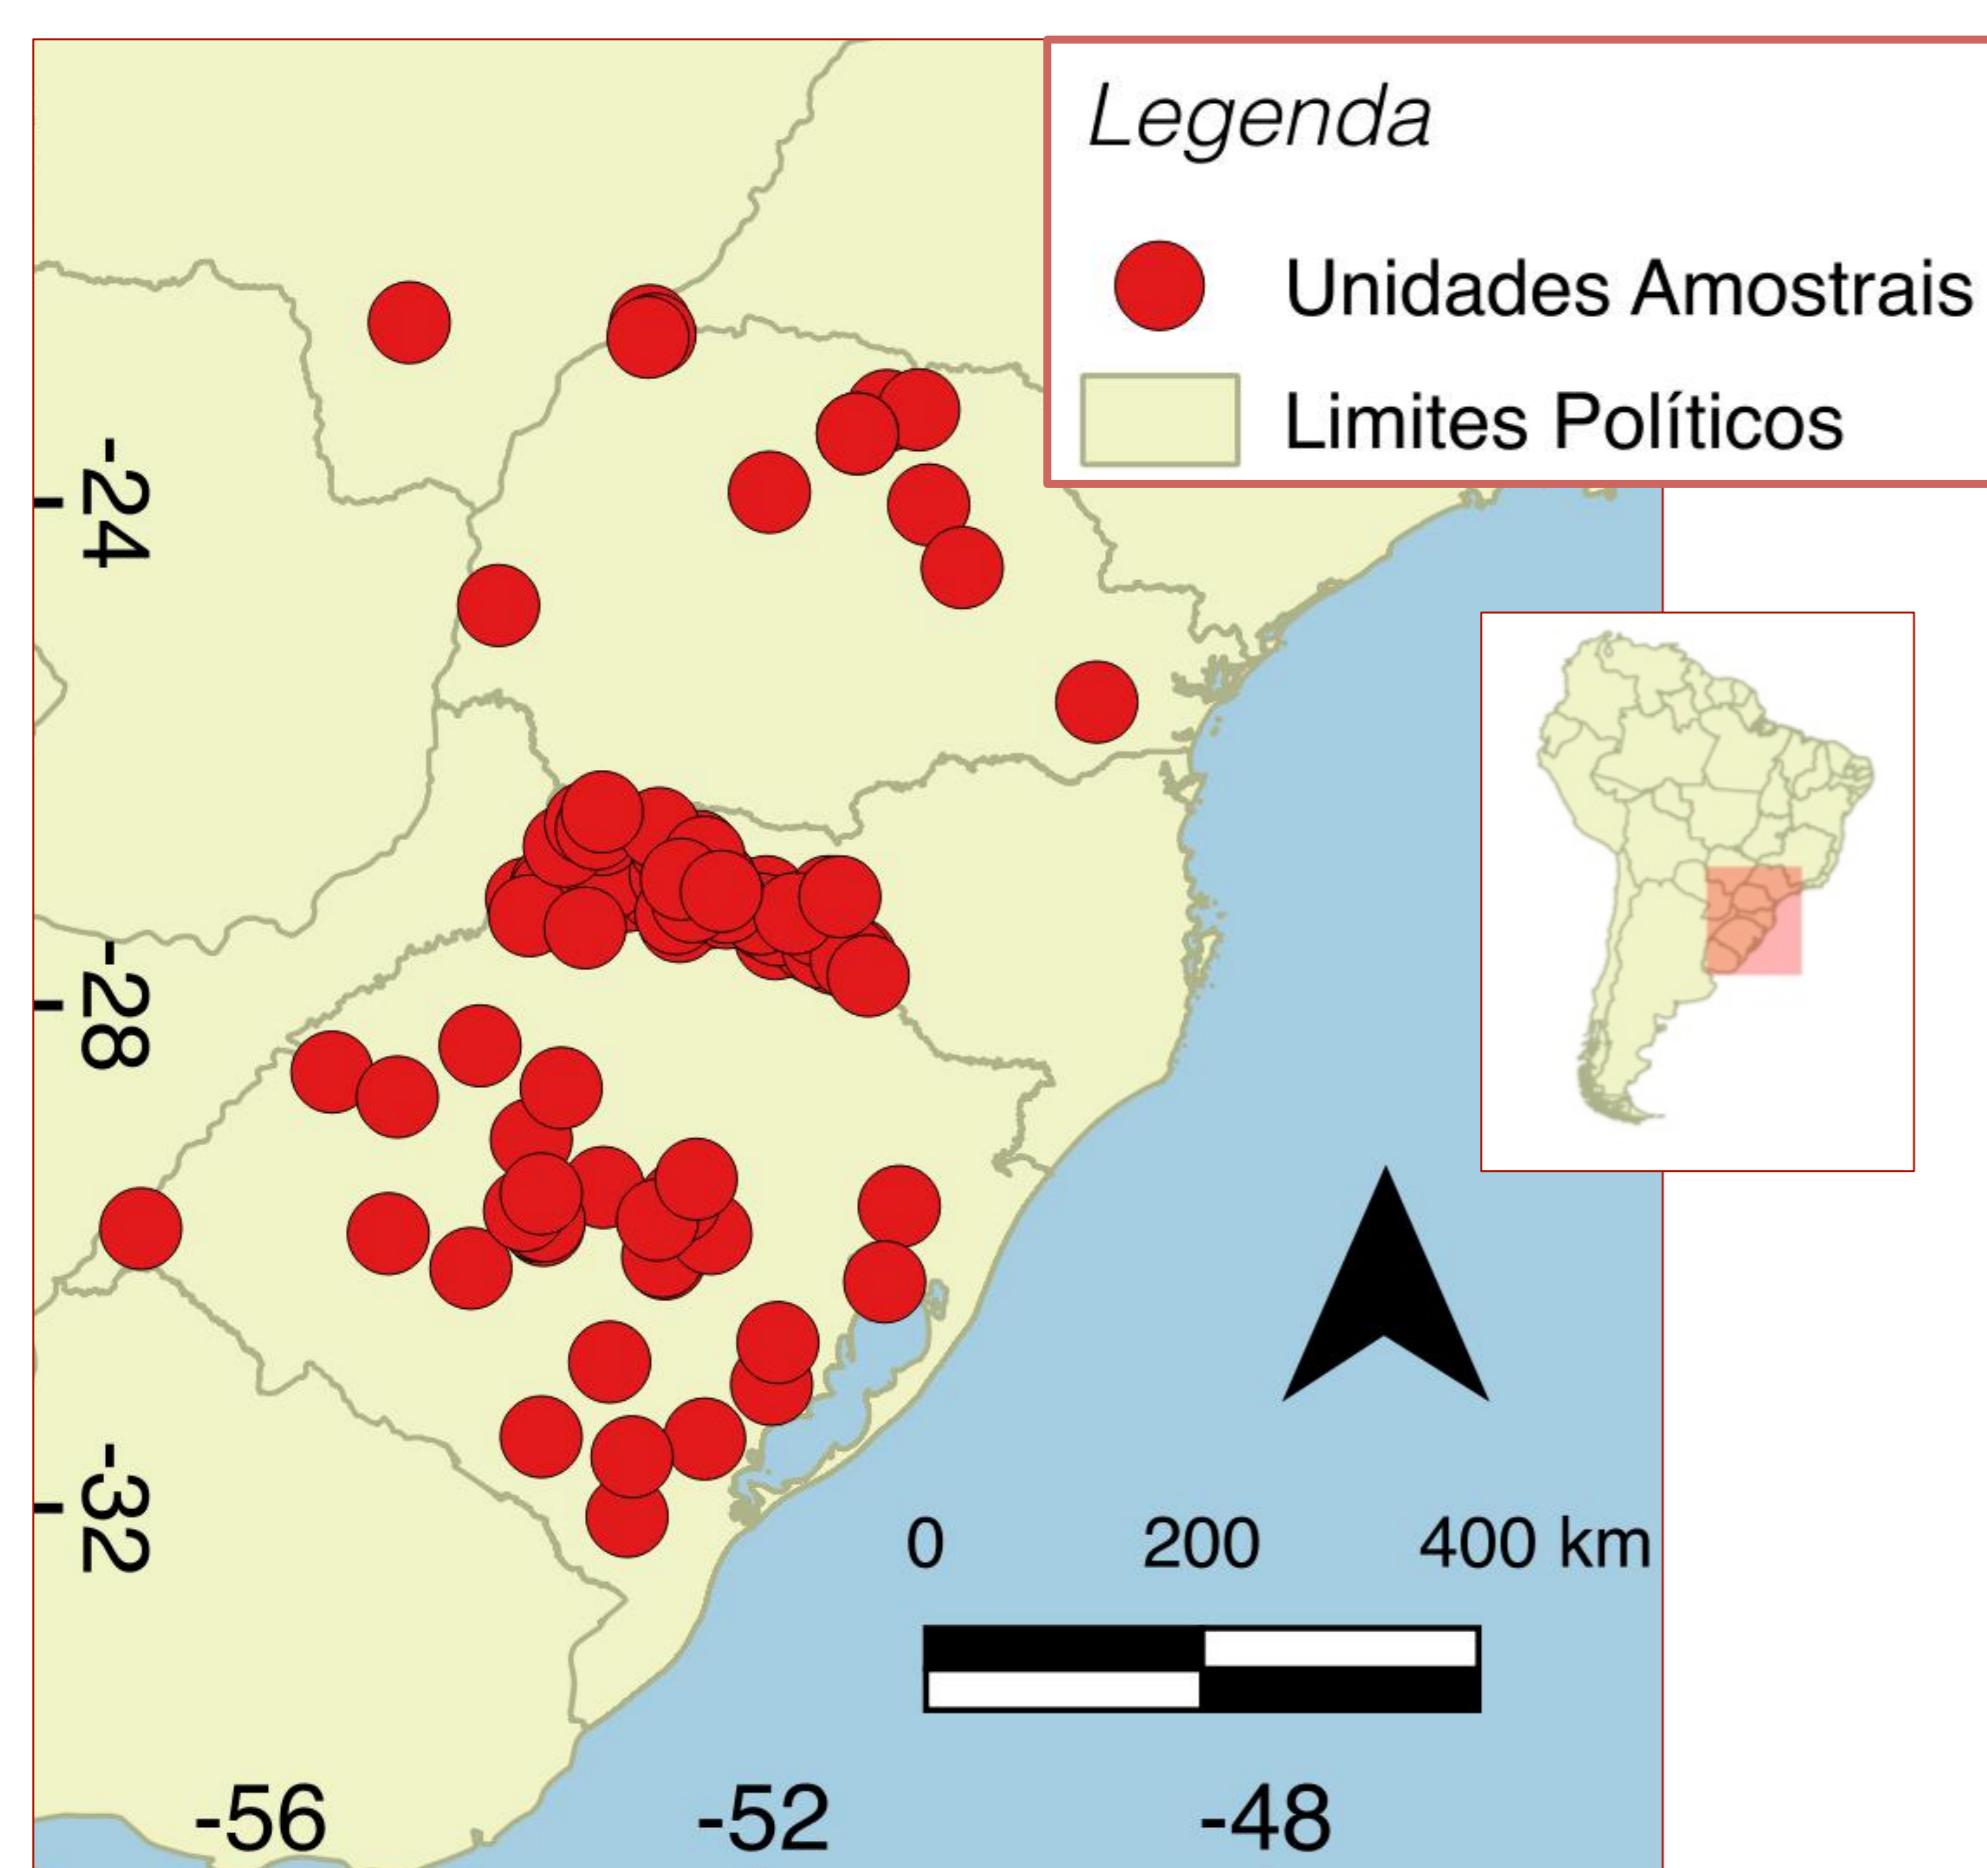 Legenda
Unidades Amostrais
Limites Políticos
-24
-28
-32
0 200 400 km
-56 -52 -48